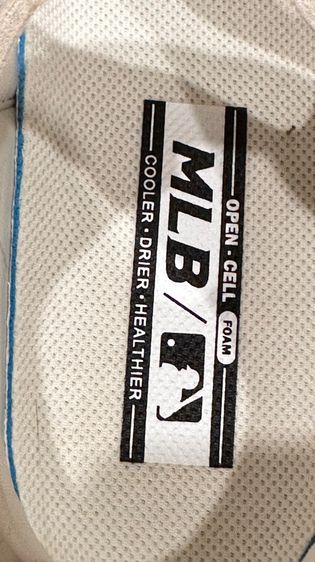 OPEN - CELL FOAM
MLB /
COOLER • DRIER • HEALTHIER